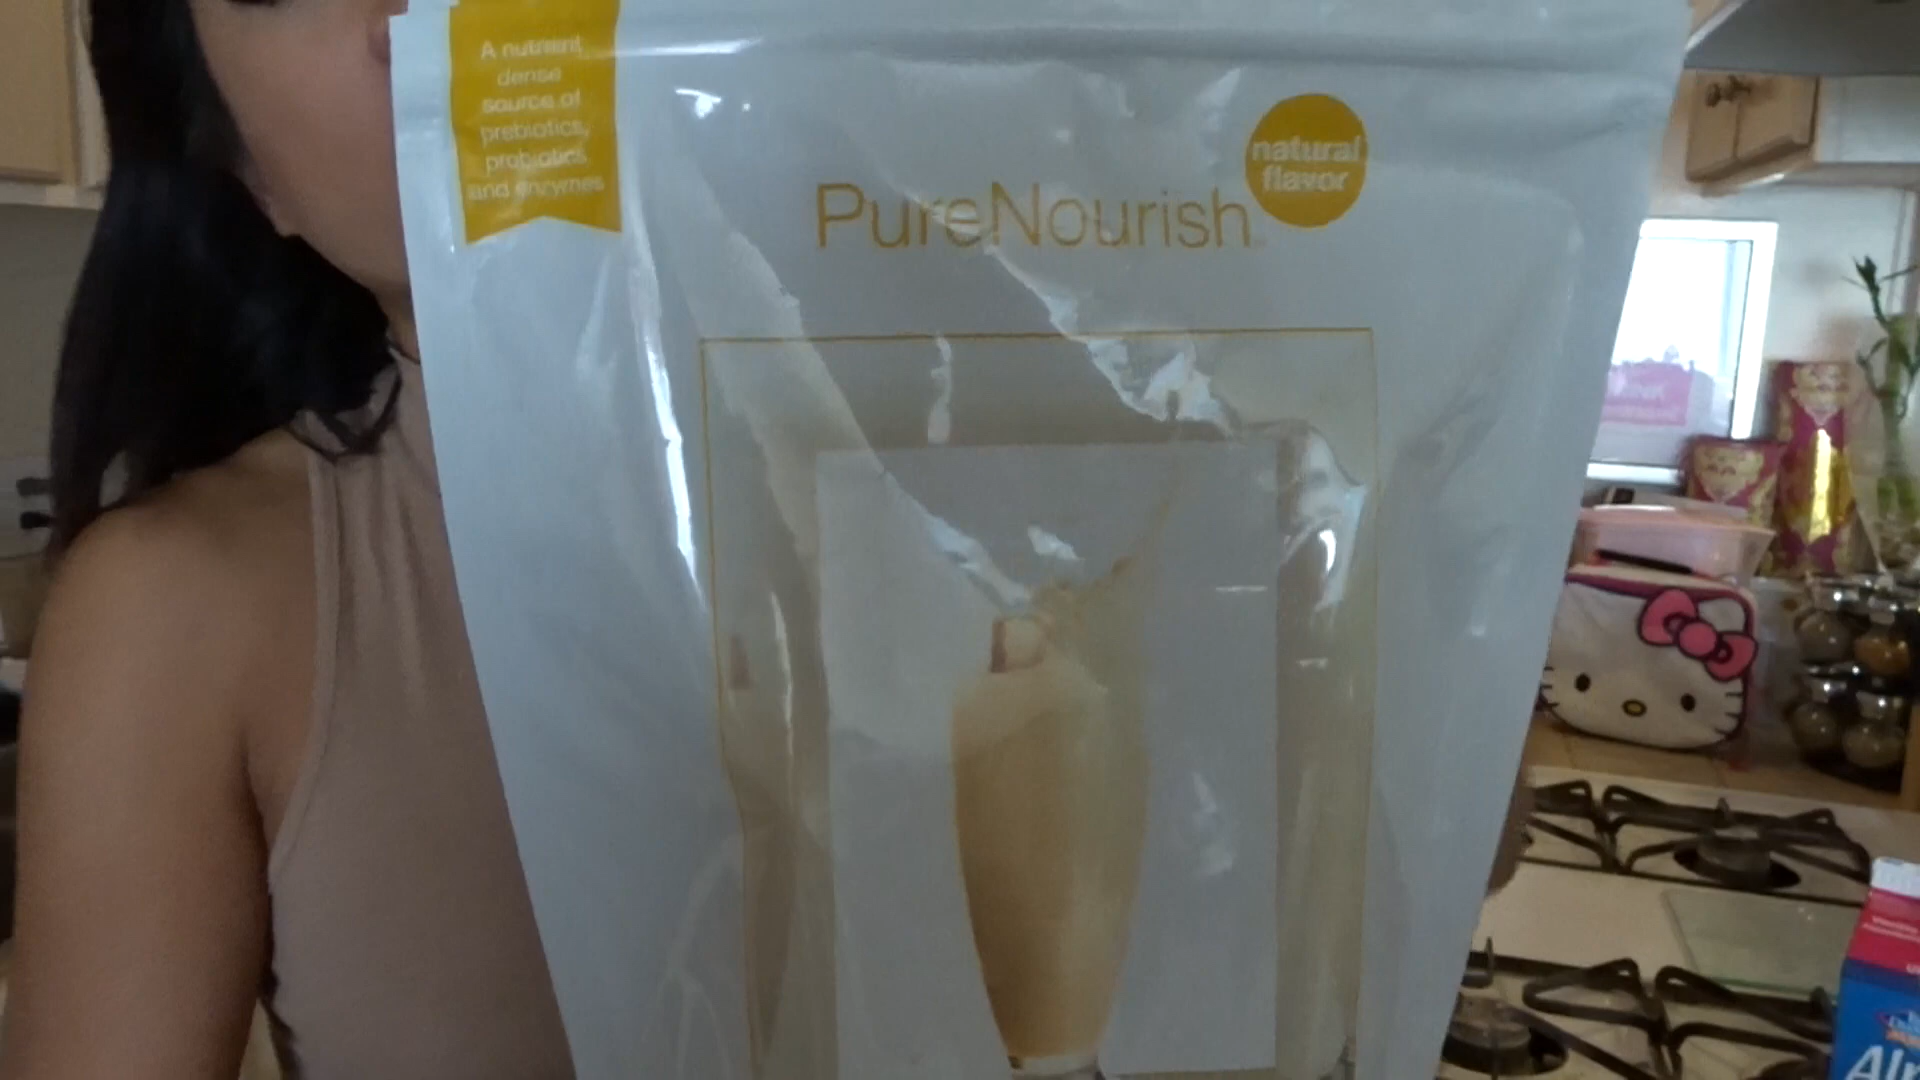 A nutrient
dense
source of
prebiotics,
probiotics
and enzymes
natural
flavor
PureNourish